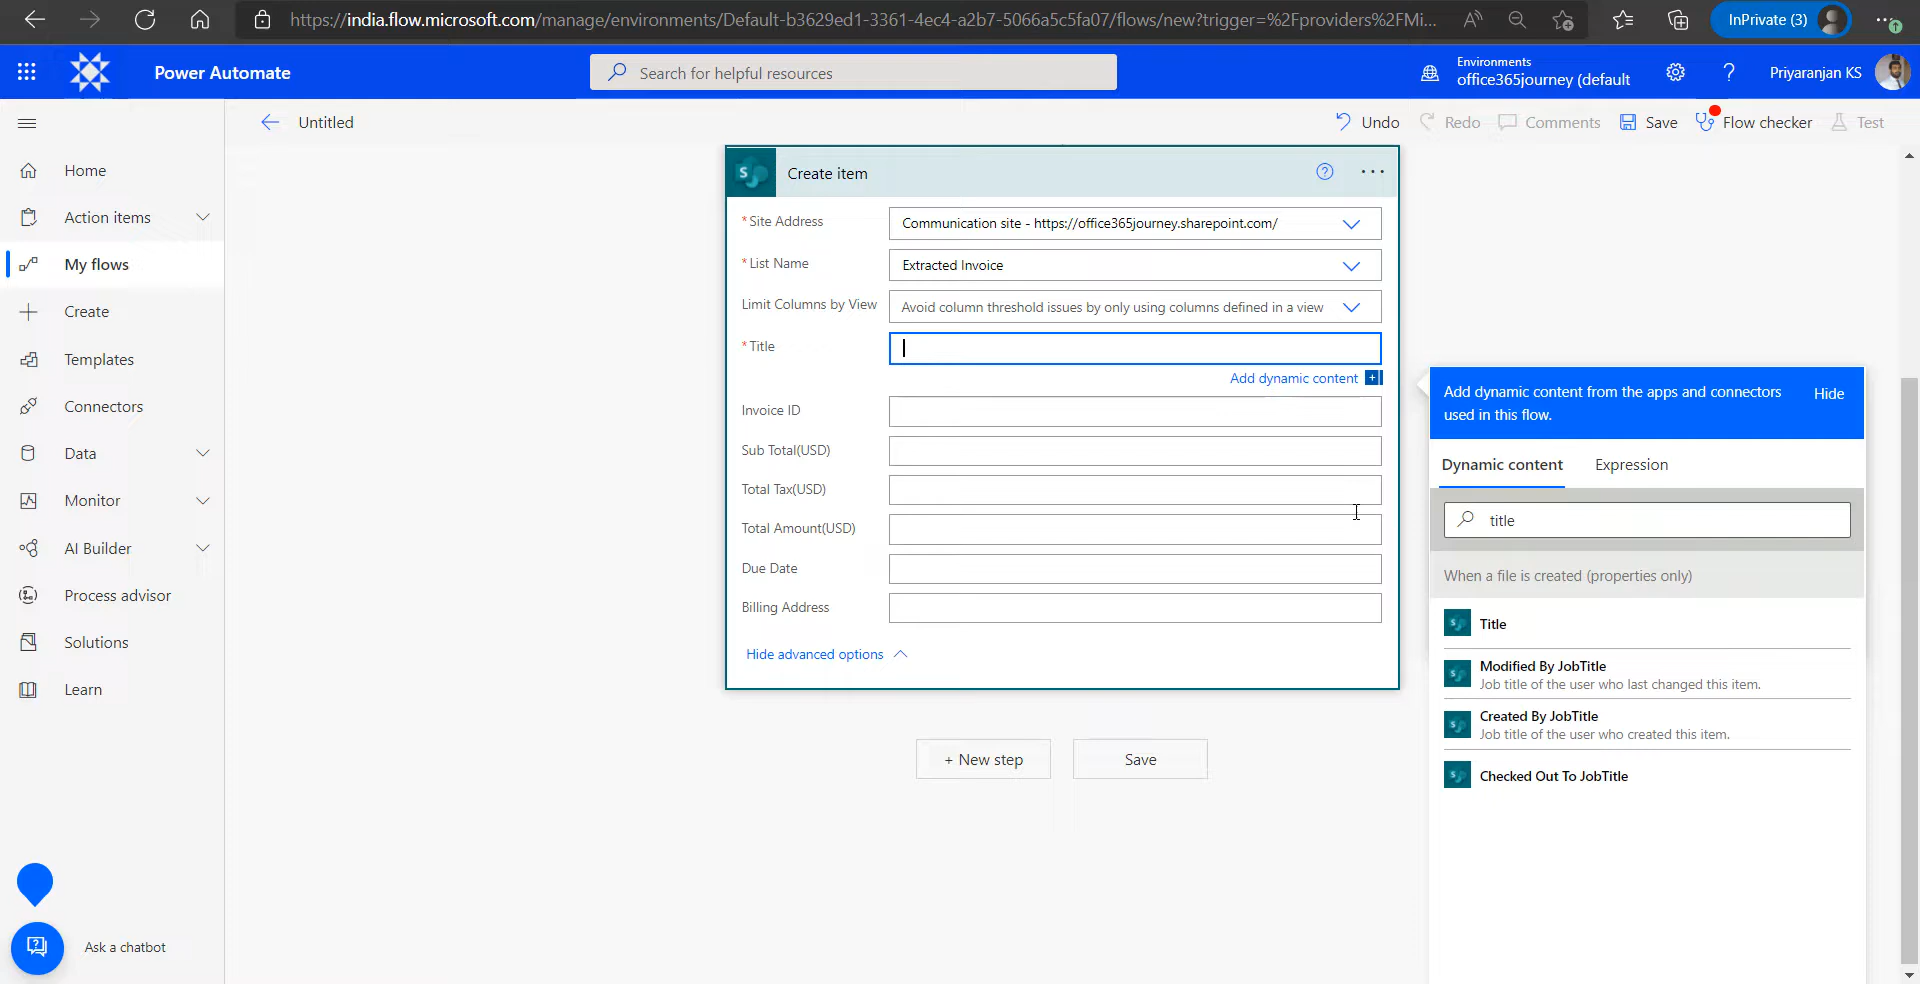 https://india.flow.microsoft.com/manage/environments/Default-b3629ed1-3361-4ec4-a2b7-5066a5c5fa07/flows/new?trigger=%2Fproviders%2FMi...
InPrivate (3)
Power Automate
Search for helpful resources
Environments
office365journey (default
?
Priyaranjan KS
Untitled
Undo
Redo
Comments
Save
Flow checker
Test
Home
Action items
My flows
Create
Templates
Connectors
Data
Monitor
AI Builder
Process advisor
Solutions
Learn
Ask a chatbot
Create item
* Site Address
Communication site - https://office365journey.sharepoint.com/
* List Name
Extracted Invoice
Limit Columns by View
Avoid column threshold issues by only using columns defined in a view
* Title
Add dynamic content
Invoice ID
Sub Total(USD)
Total Tax(USD)
Total Amount(USD)
Due Date
Billing Address
Hide advanced options
+ New step
Save
Add dynamic content from the apps and connectors
used in this flow.
Hide
Dynamic content
Expression
title
When a file is created (properties only)
Title
Modified By JobTitle
Job title of the user who last changed this item.
Created By JobTitle
Job title of the user who created this item.
Checked Out To JobTitle